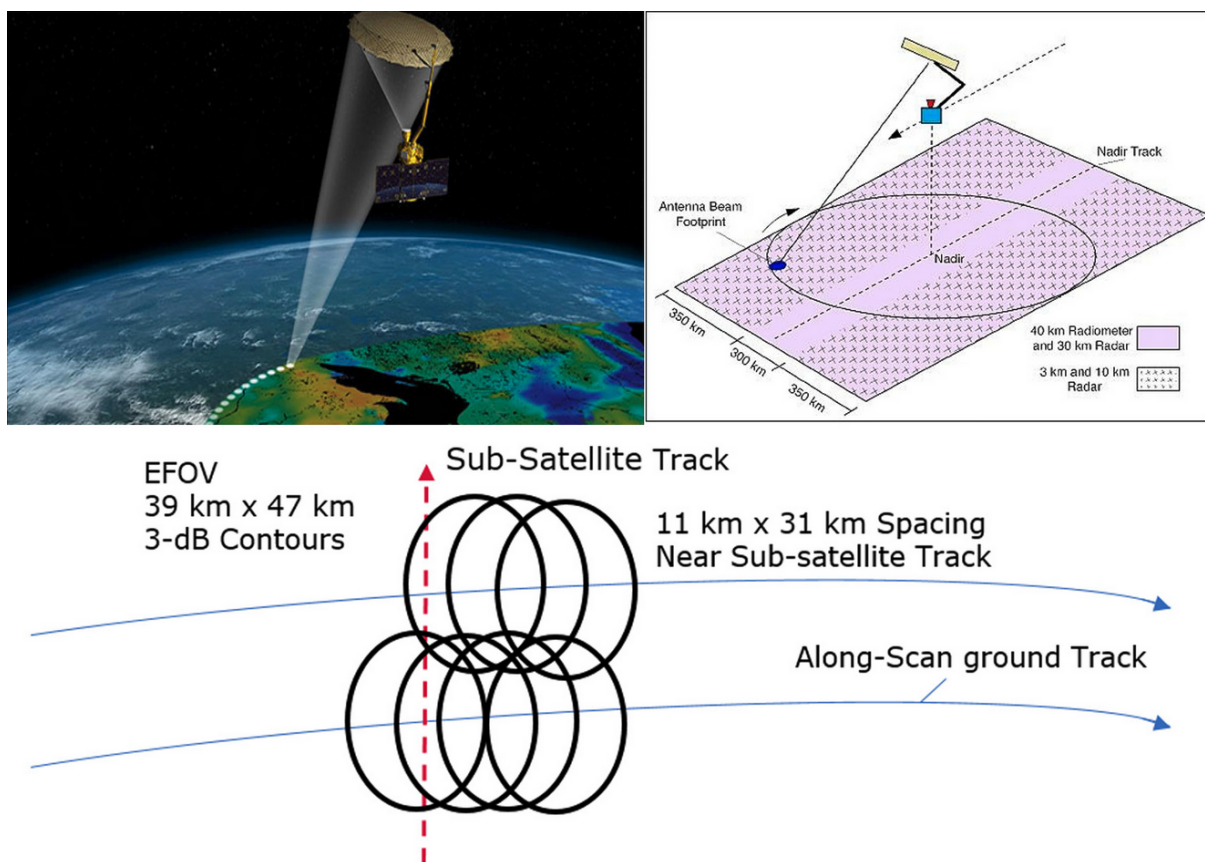 Nadir Track
Antenna Beam
Footprint
Nadir
350 km
300 km
350 km
40 km Radiometer
and 30 km Radar
3 km and 10 km
Radar
EFOV
39 km x 47 km
3-dB Contours
Sub-Satellite Track
11 km x 31 km Spacing
Near Sub-satellite Track
Along-Scan ground Track